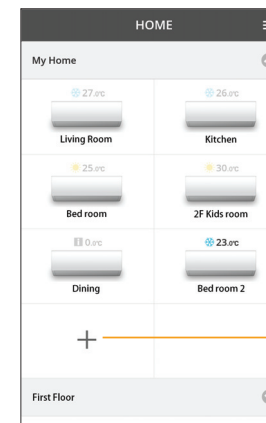 HOME
My Home
27.0°C 26.0°C
Living Room Kitchen
25.0°C 30.0°C
Bed room 2F Kids room
0.0°C 23.0°C
Dining Bed room 2
+
First Floor